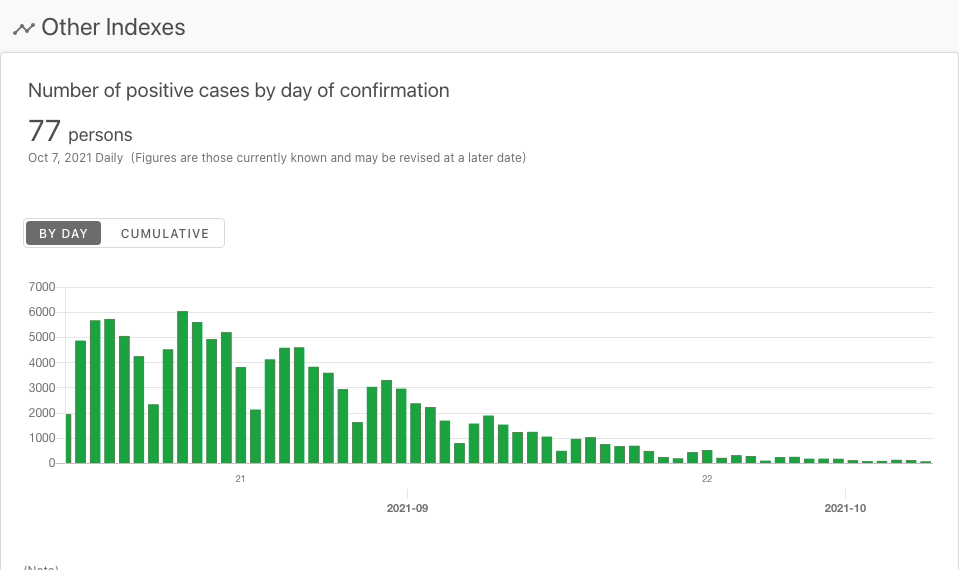 Other Indexes
Number of positive cases by day of confirmation
77 persons
Oct 7, 2021 Daily (Figures are those currently known and may be revised at a later date)
BY DAY CUMULATIVE
7000
6000
5000
4000
3000
2000
1000
0
21 22
2021-09 2021-10
(Note)